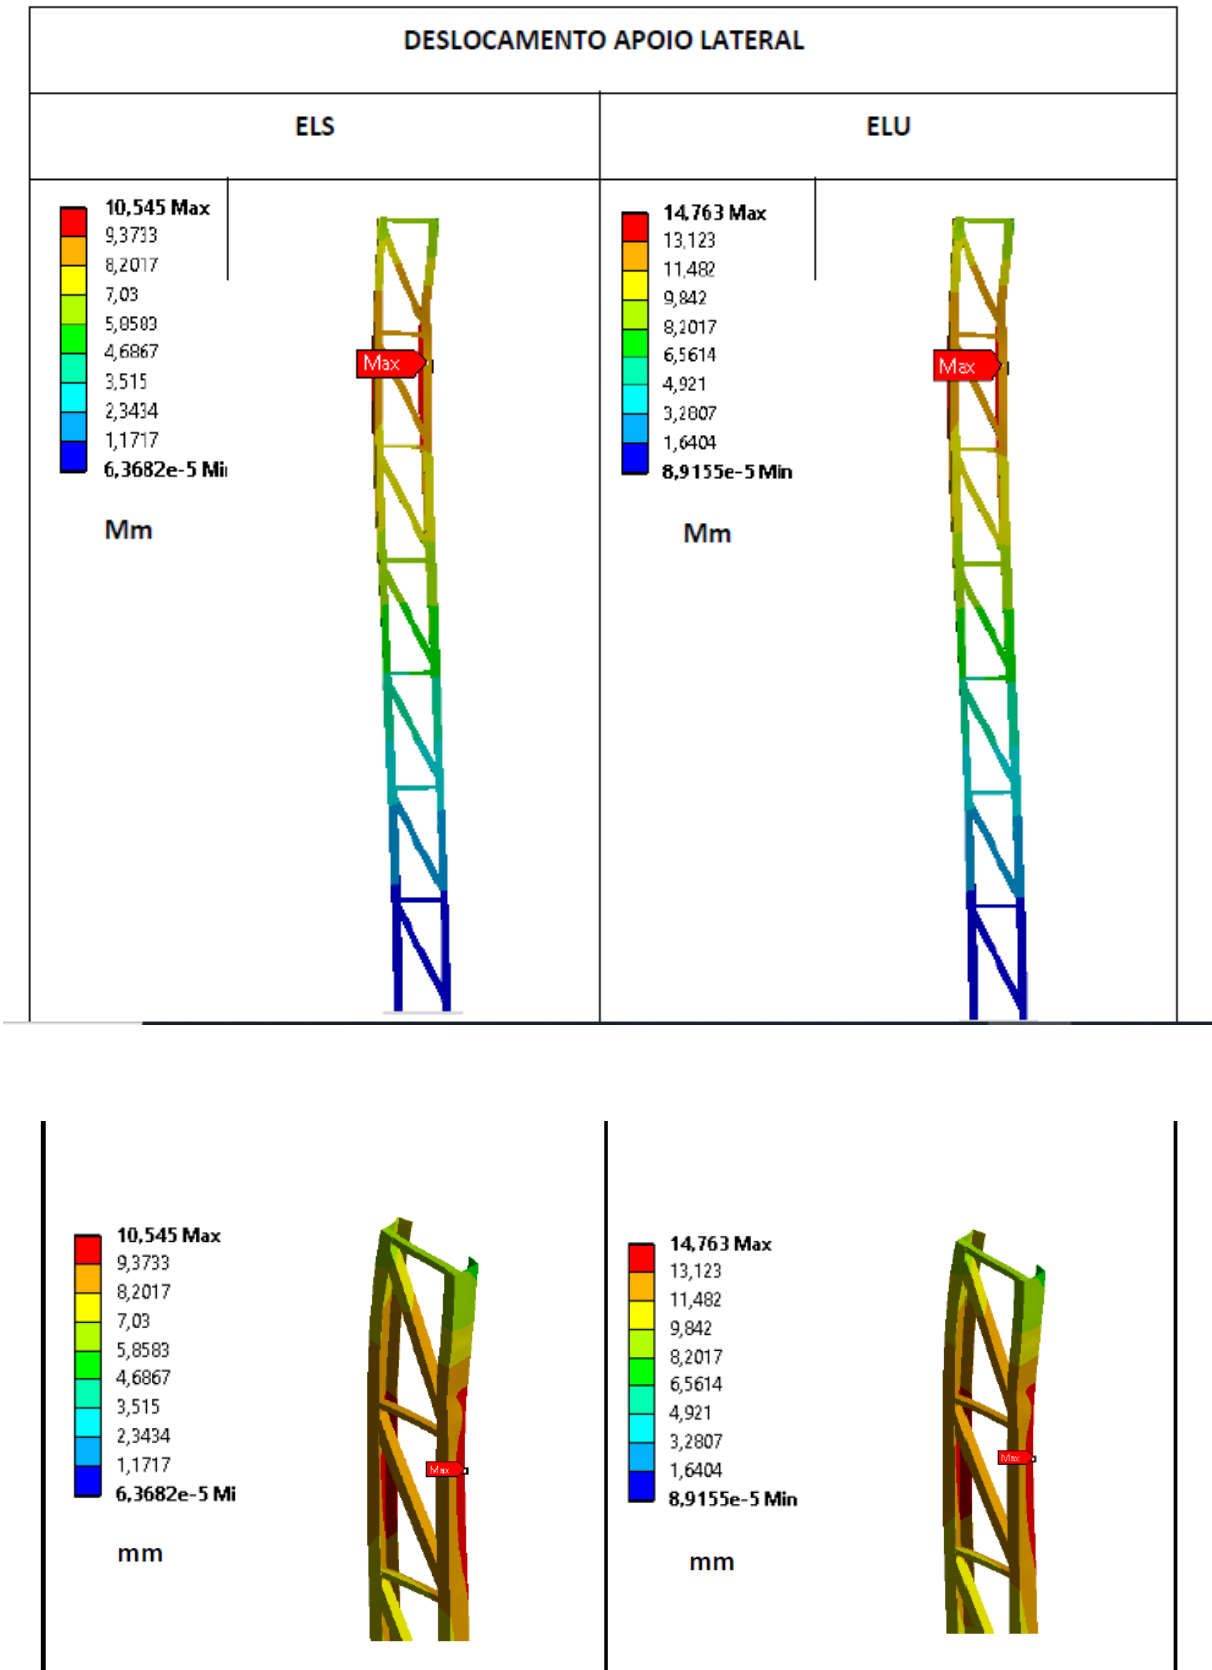 DESLOCAMENTO APOIO LATERAL
ELS
ELU
10,545 Max
9,3733
8,2017
7,03
5,8583
4,6867
3,515
2,3434
1,1717
6,3682e-5 Mi
Mm
Max
14,763 Max
13,123
11,482
9,842
8,2017
6,5614
4,921
3,2807
1,6404
8,9155e-5 Min
Mm
Max
10,545 Max
9,3733
8,2017
7,03
5,8583
4,6867
3,515
2,3434
1,1717
6,3682e-5 Mi
mm
Max
14,763 Max
13,123
11,482
9,842
8,2017
6,5614
4,921
3,2807
1,6404
8,9155e-5 Min
mm
Max